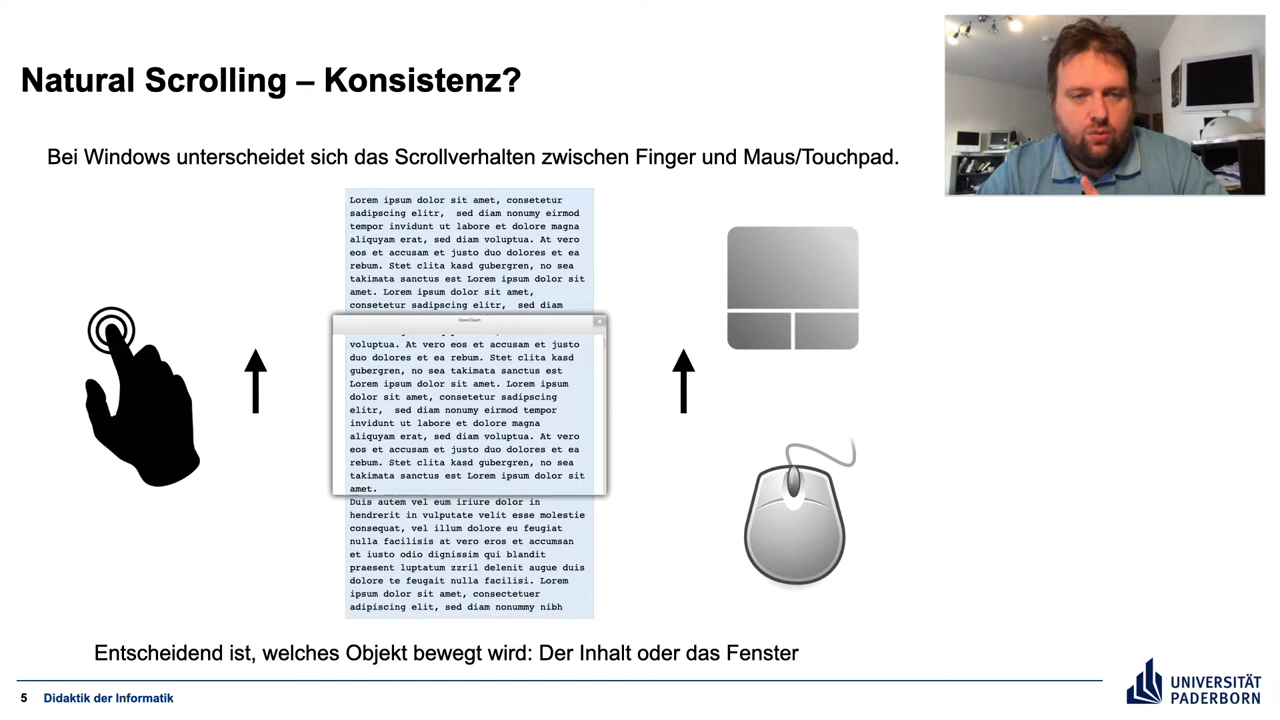 Natural Scrolling – Konsistenz?
Bei Windows unterscheidet sich das Scrollverhalten zwischen Finger und Maus/Touchpad.
Lorem ipsum dolor sit amet, consetetur
sadipscing elitr,  sed diam nonumy eirmod
tempor invidunt ut labore et dolore magna
aliquyam erat, sed diam voluptua. At vero
eos et accusam et justo duo dolores et ea
rebum. Stet clita kasd gubergren, no sea
takimata sanctus est Lorem ipsum dolor sit
amet. Lorem ipsum dolor sit amet,
consetetur sadipscing elitr,  sed diam
OpenClipart
voluptua. At vero eos et accusam et justo
duo dolores et ea rebum. Stet clita kasd
gubergren, no sea takimata sanctus est
Lorem ipsum dolor sit amet. Lorem ipsum
dolor sit amet, consetetur sadipscing
elitr,  sed diam nonumy eirmod tempor
invidunt ut labore et dolore magna
aliquyam erat, sed diam voluptua. At vero
eos et accusam et justo duo dolores et ea
rebum. Stet clita kasd gubergren, no sea
takimata sanctus est Lorem ipsum dolor sit
amet.
Duis autem vel eum iriure dolor in
hendrerit in vulputate velit esse molestie
consequat, vel illum dolore eu feugiat
nulla facilisis at vero eros et accumsan
et iusto odio dignissim qui blandit
praesent luptatum zzril delenit augue duis
dolore te feugait nulla facilisi. Lorem
ipsum dolor sit amet, consectetuer
adipiscing elit, sed diam nonummy nibh
Entscheidend ist, welches Objekt bewegt wird: Der Inhalt oder das Fenster
5 Didaktik der Informatik
UNIVERSITÄT
PADERBORN